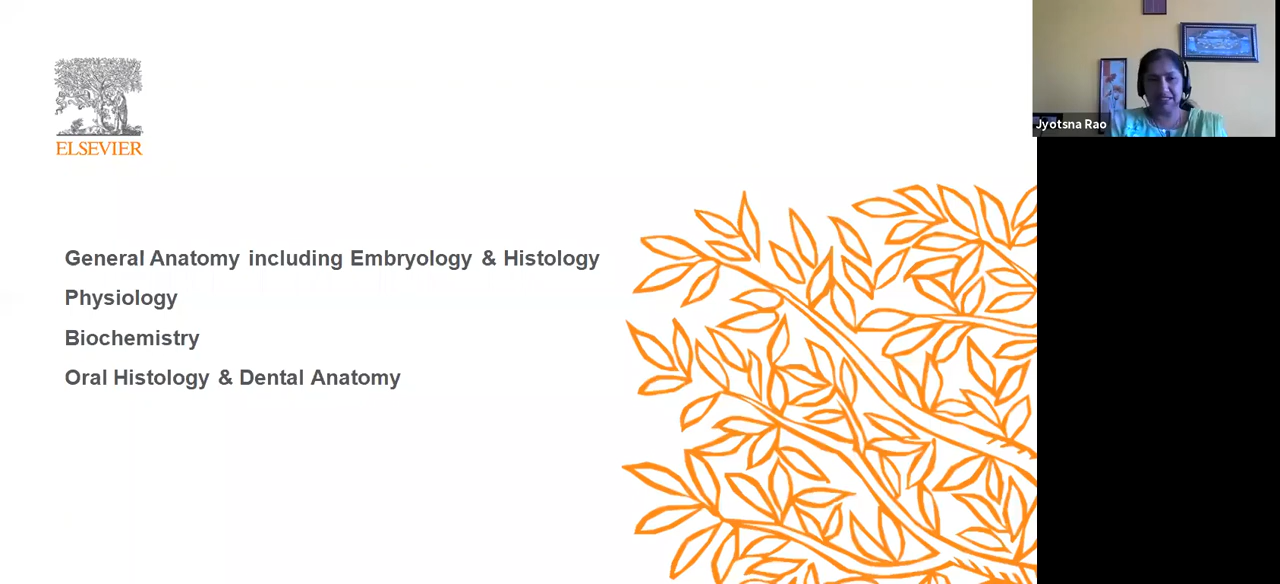 ELSEVIER
General Anatomy including Embryology & Histology
Physiology
Biochemistry
Oral Histology & Dental Anatomy
Jyotsna Rao